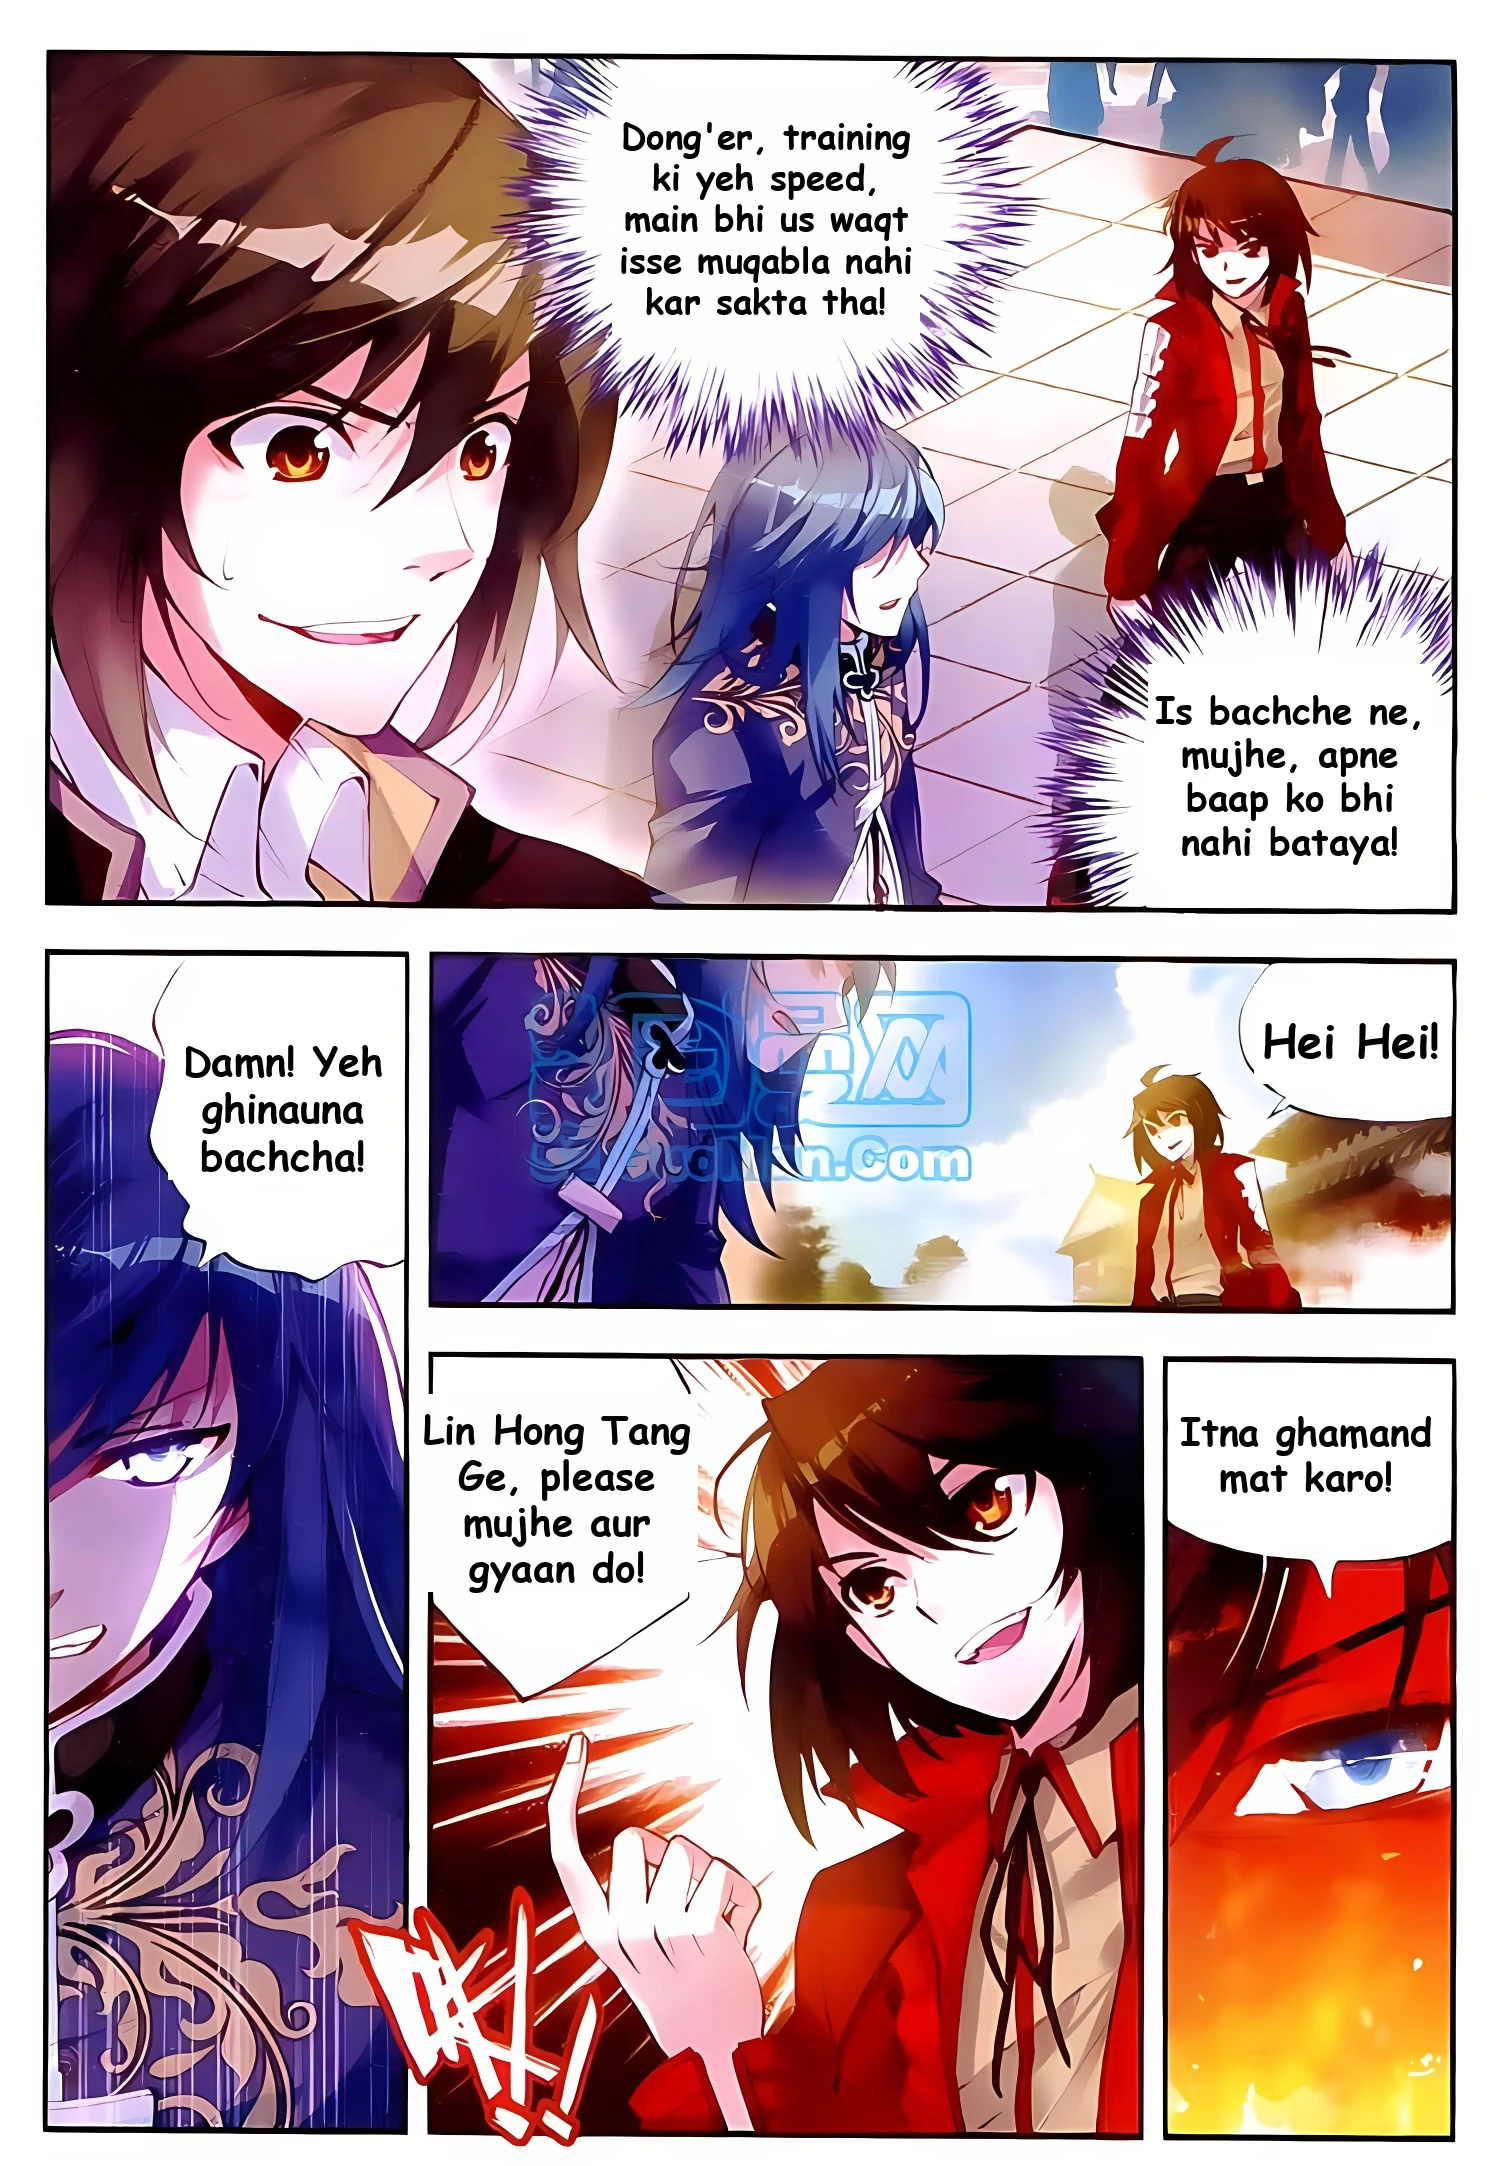 Dong'er, training
ki yeh speed,
main bhi us waqt
isse muqabla nahi
kar sakta tha!
Is bachche ne,
mujhe, apne
baap ko bhi
nahi bataya!
Damn! Yeh
ghinauna
bachcha!
Hei Hei!
Lin Hong Tang
Ge, please
mujhe aur
gyaan do!
Itna ghamand
mat karo!